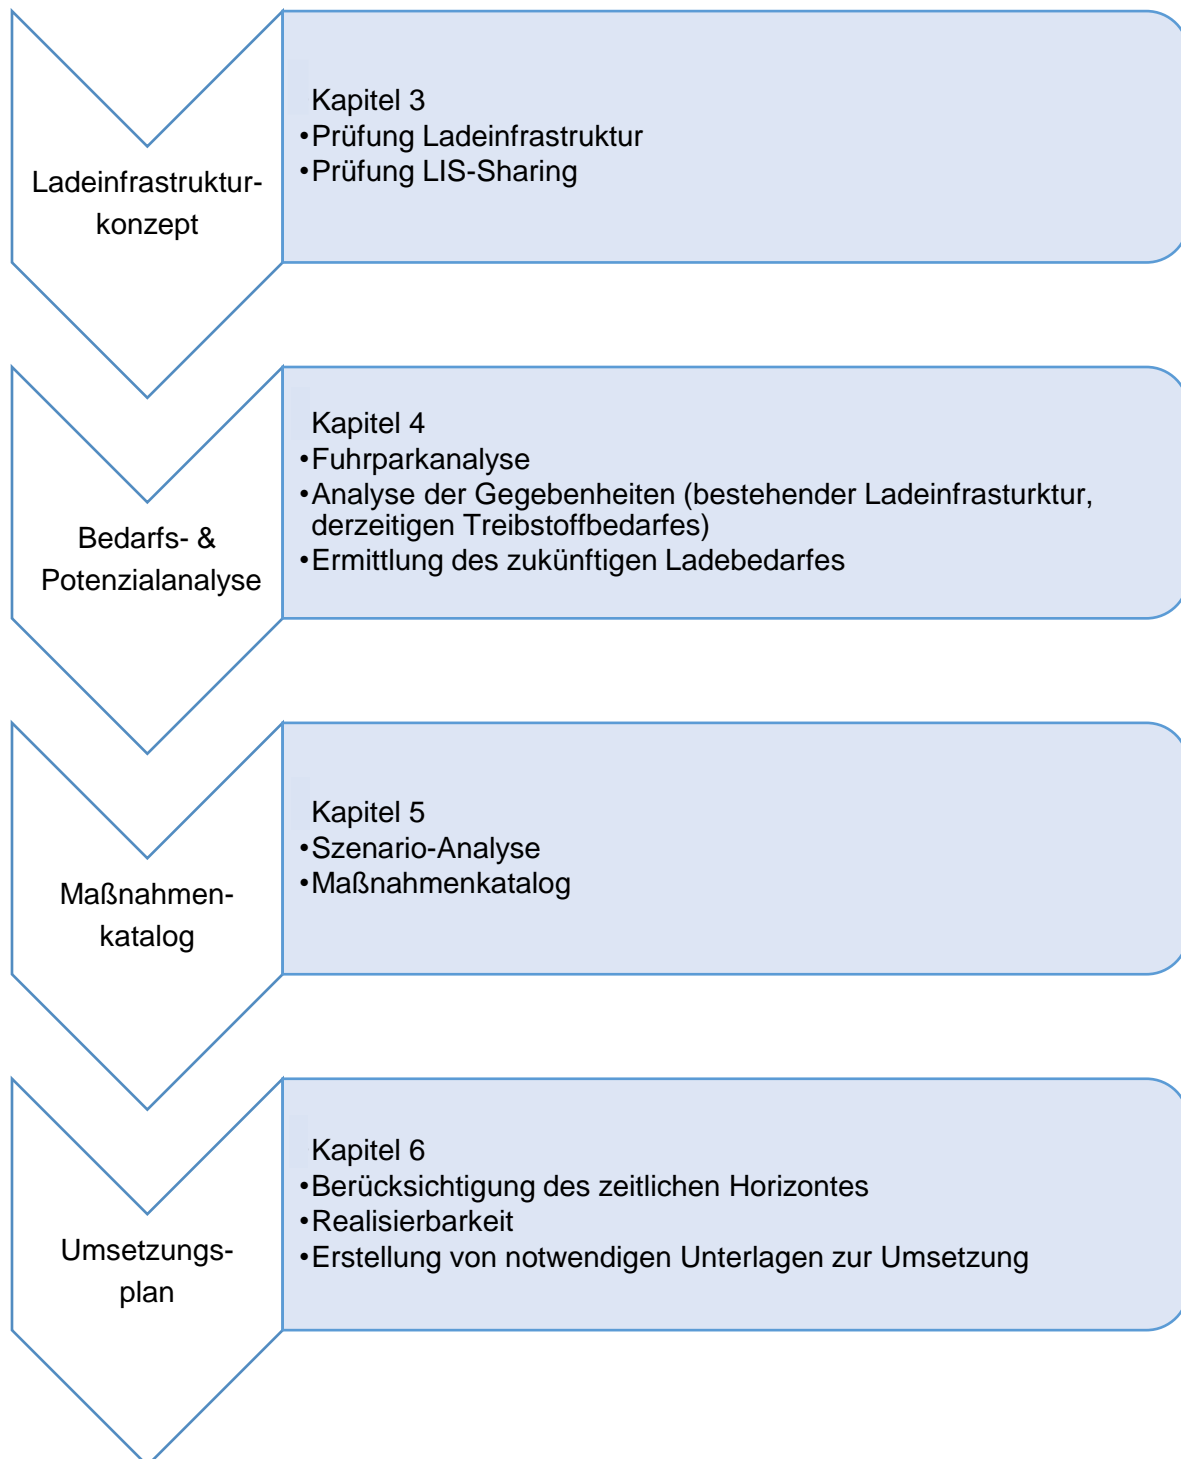 Ladeinfrastruktur-
konzept
Kapitel 3
•Prüfung Ladeinfrastruktur
•Prüfung LIS-Sharing
Bedarfs- &
Potenzialanalyse
Kapitel 4
•Fuhrparkanalyse
•Analyse der Gegebenheiten (bestehender Ladeinfrasturktur,
derzeitigen Treibstoffbedarfes)
•Ermittlung des zukünftigen Ladebedarfes
Maßnahmen-
katalog
Kapitel 5
•Szenario-Analyse
•Maßnahmenkatalog
Umsetzungs-
plan
Kapitel 6
•Berücksichtigung des zeitlichen Horizontes
•Realisierbarkeit
•Erstellung von notwendigen Unterlagen zur Umsetzung